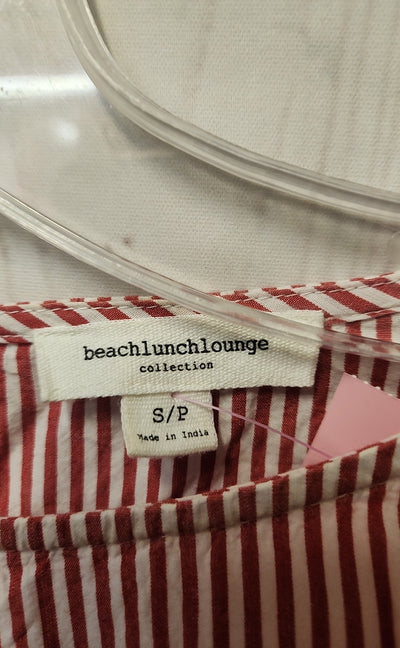 beachlunchlounge
collection
S/P
Made in India